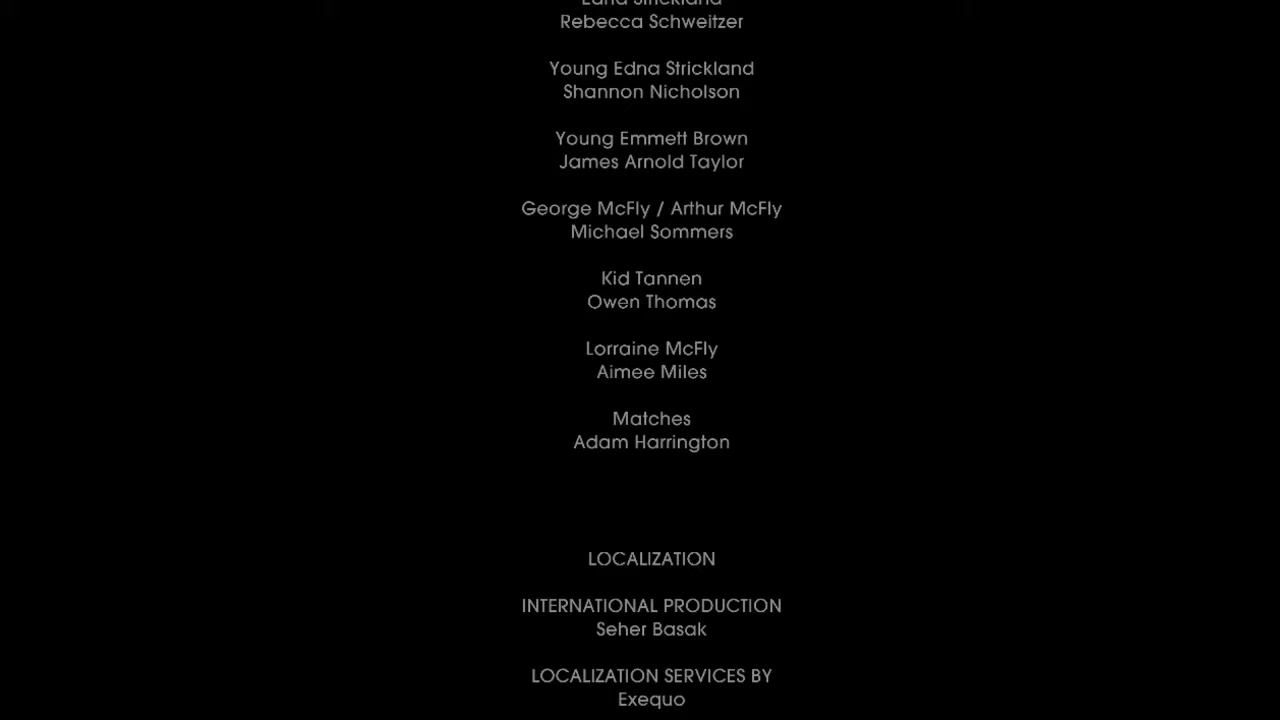 Edna Strickland
Rebecca Schweitzer
Young Edna Strickland
Shannon Nicholson
Young Emmett Brown
James Arnold Taylor
George McFly / Arthur McFly
Michael Sommers
Kid Tannen
Owen Thomas
Lorraine McFly
Aimee Miles
Matches
Adam Harrington
LOCALIZATION
INTERNATIONAL PRODUCTION
Seher Basak
LOCALIZATION SERVICES BY
Exequo